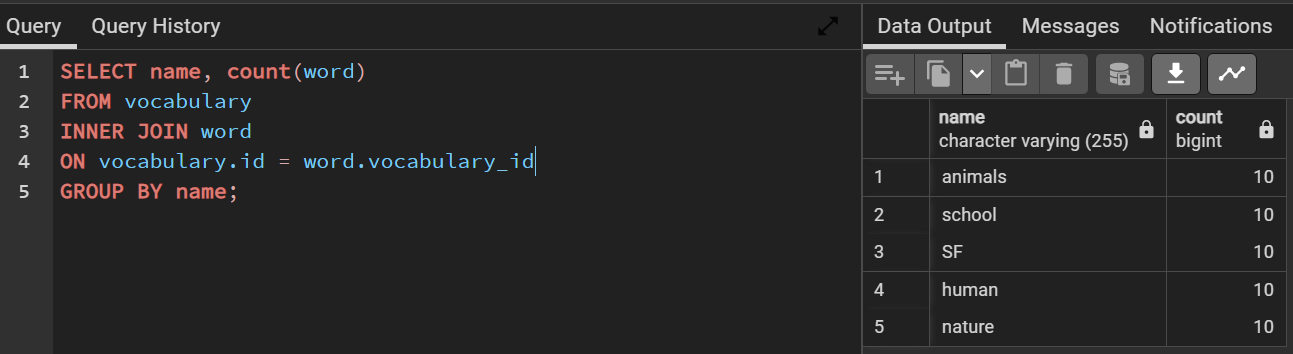 Query Query History
1 SELECT name, count(word)
2 FROM vocabulary
3 INNER JOIN word
4 ON vocabulary.id = word.vocabulary_id
5 GROUP BY name;
Data Output Messages Notifications
name count
character varying (255) bigint
1 animals 10
2 school 10
3 SF 10
4 human 10
5 nature 10